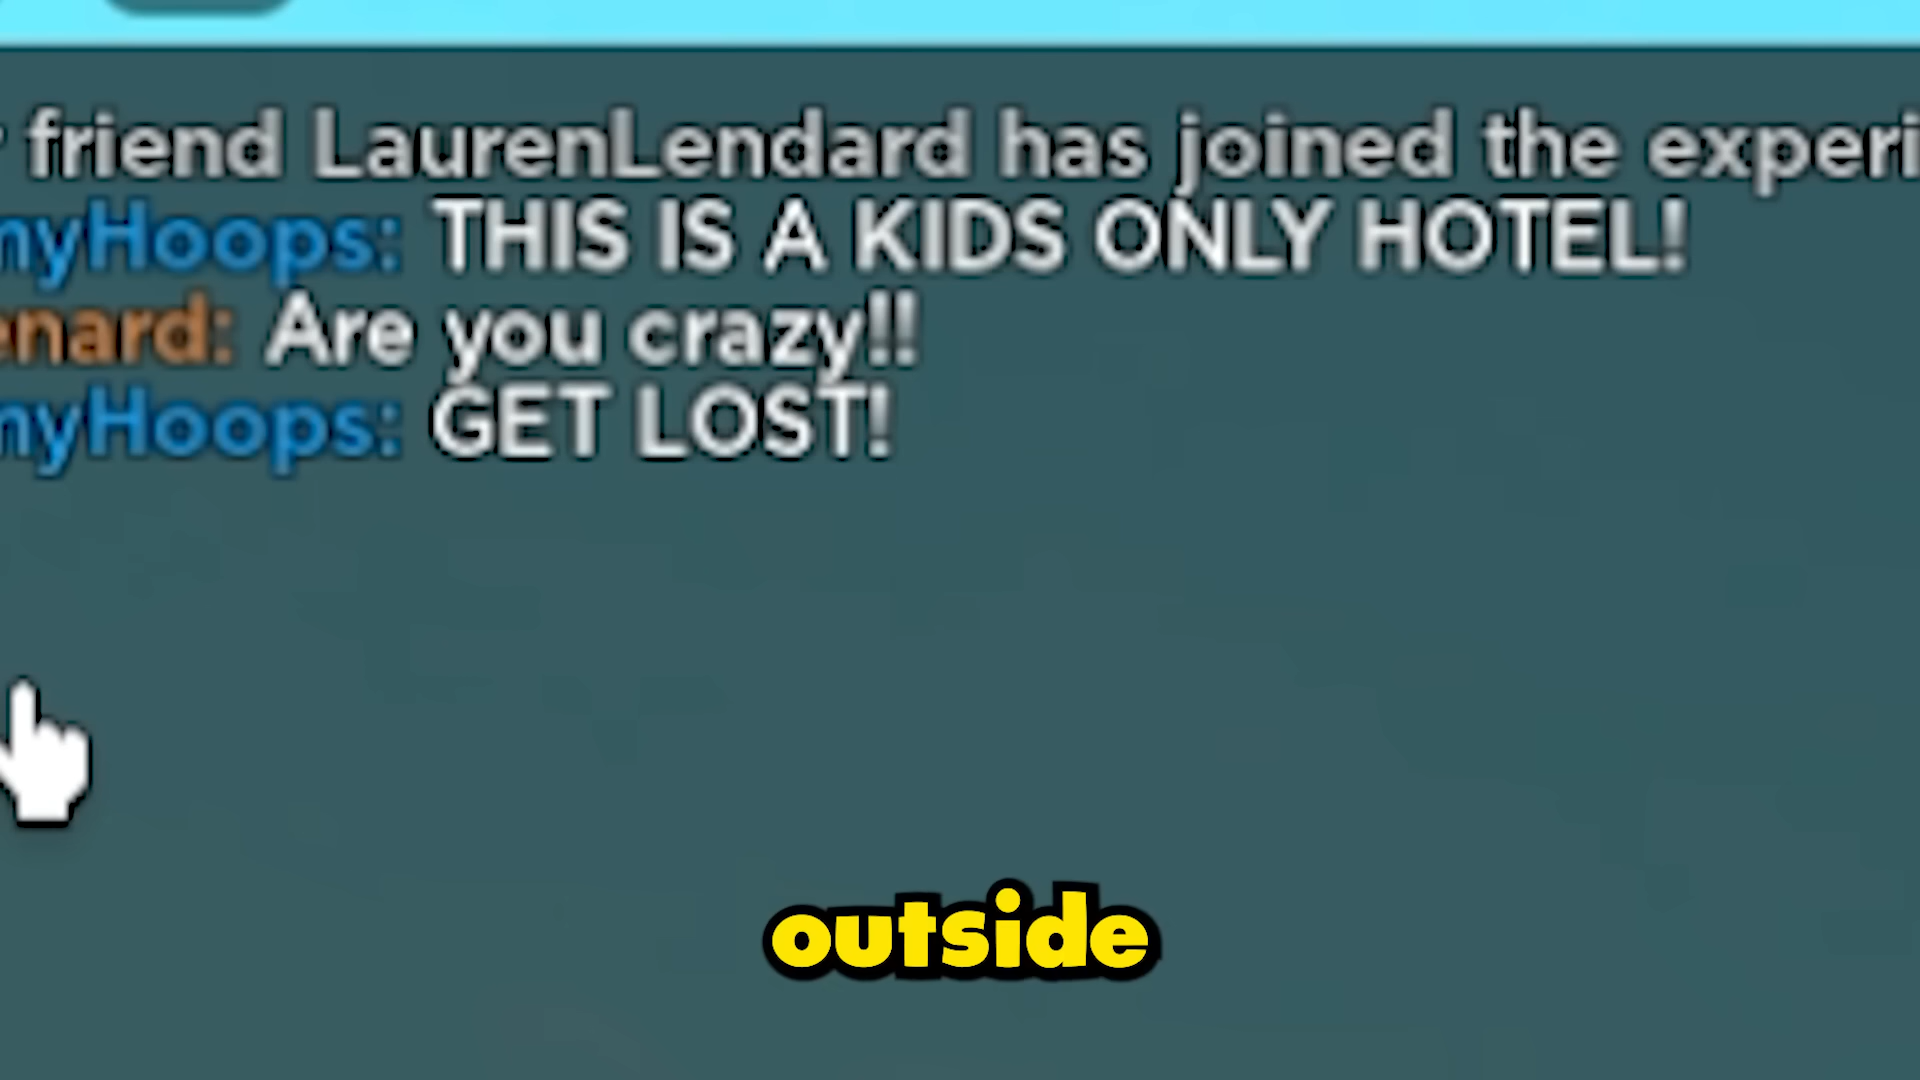 friend LaurenLendard has joined the experi
myHoops: THIS IS A KIDS ONLY HOTEL!
enard: Are you crazy!!
myHoops: GET LOST!
outside